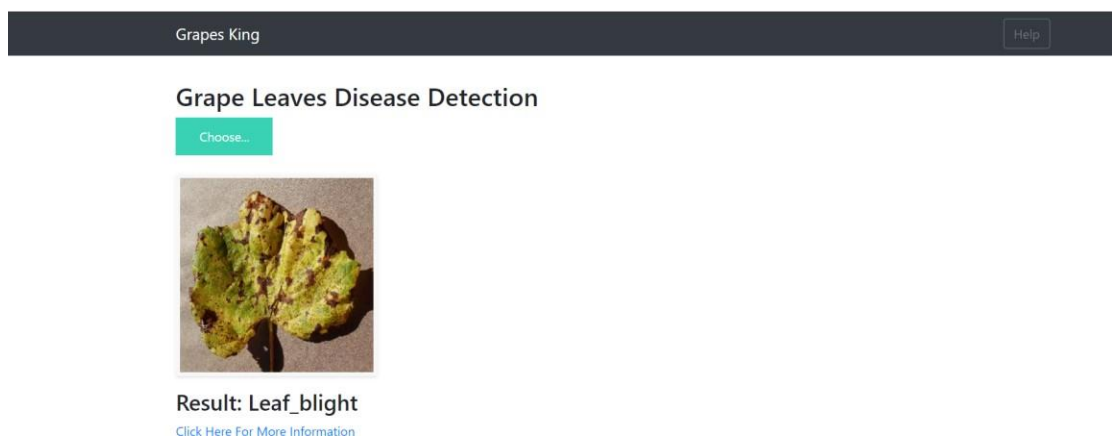 Grapes King
Help
Grape Leaves Disease Detection
Choose...
Result: Leaf_blight
Click Here For More Information